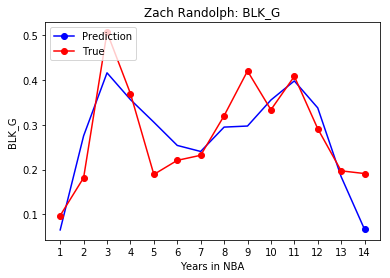 Zach Randolph: BLK_G
Prediction
True
0.5
0.4
0.3
0.2
0.1
BLK_G
1 2 3 4 5 6 7 8 9 10 11 12 13 14
Years in NBA